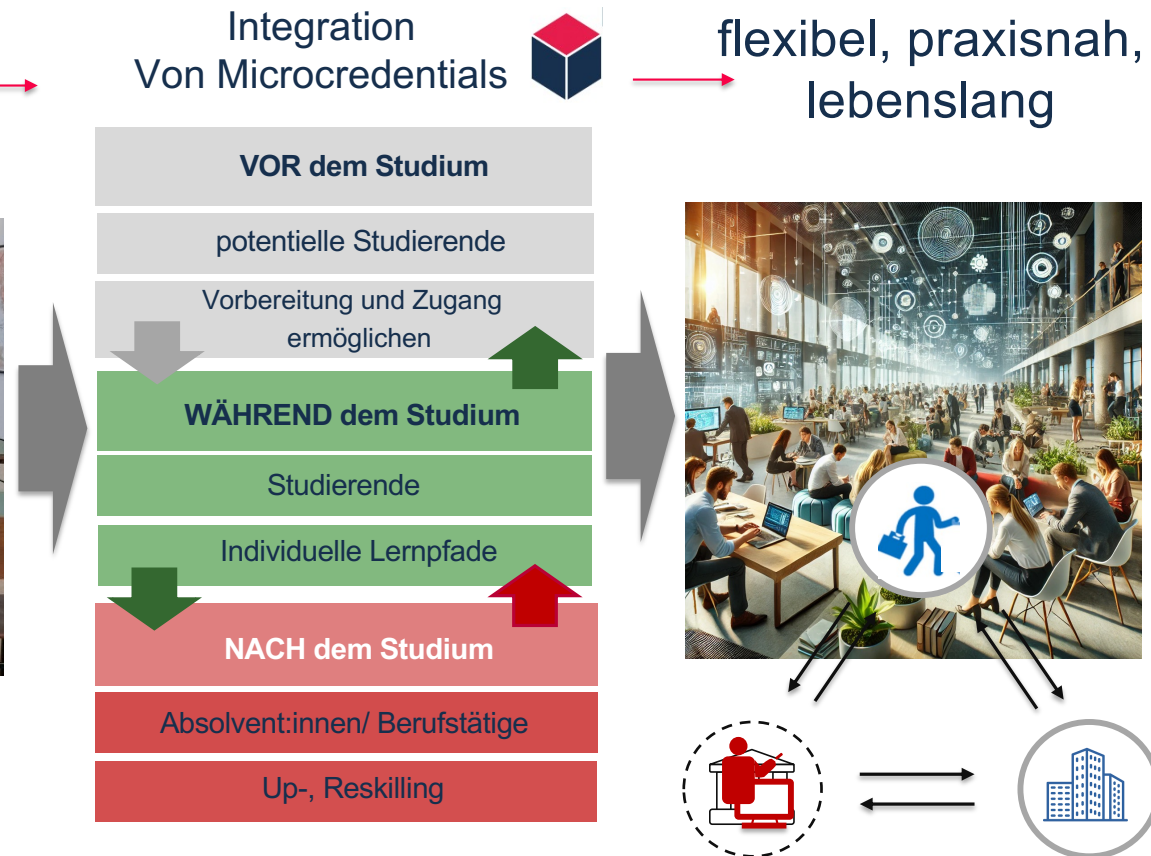 Integration
Von Microcredentials
flexibel, praxisnah,
lebenslang
VOR dem Studium
potentielle Studierende
Vorbereitung und Zugang
ermöglichen
WÄHREND dem Studium
Studierende
Individuelle Lernpfade
NACH dem Studium
Absolvent:innen/ Berufstätige
Up-, Reskilling